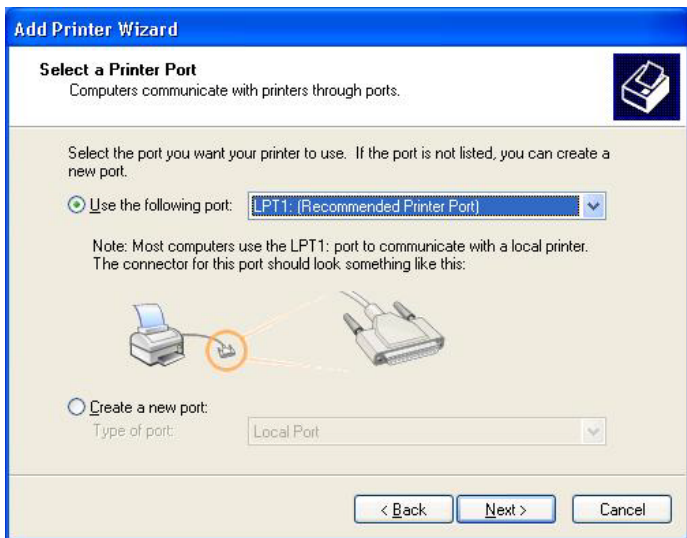 Add Printer Wizard
Select a Printer Port
Computers communicate with printers through ports.
Select the port you want your printer to use. If the port is not listed, you can create a
new port.
Use the following port: LPT1: (Recommended Printer Port)
Note: Most computers use the LPT1: port to communicate with a local printer.
The connector for this port should look something like this:
Create a new port:
Type of port: Local Port
< Back Next > Cancel